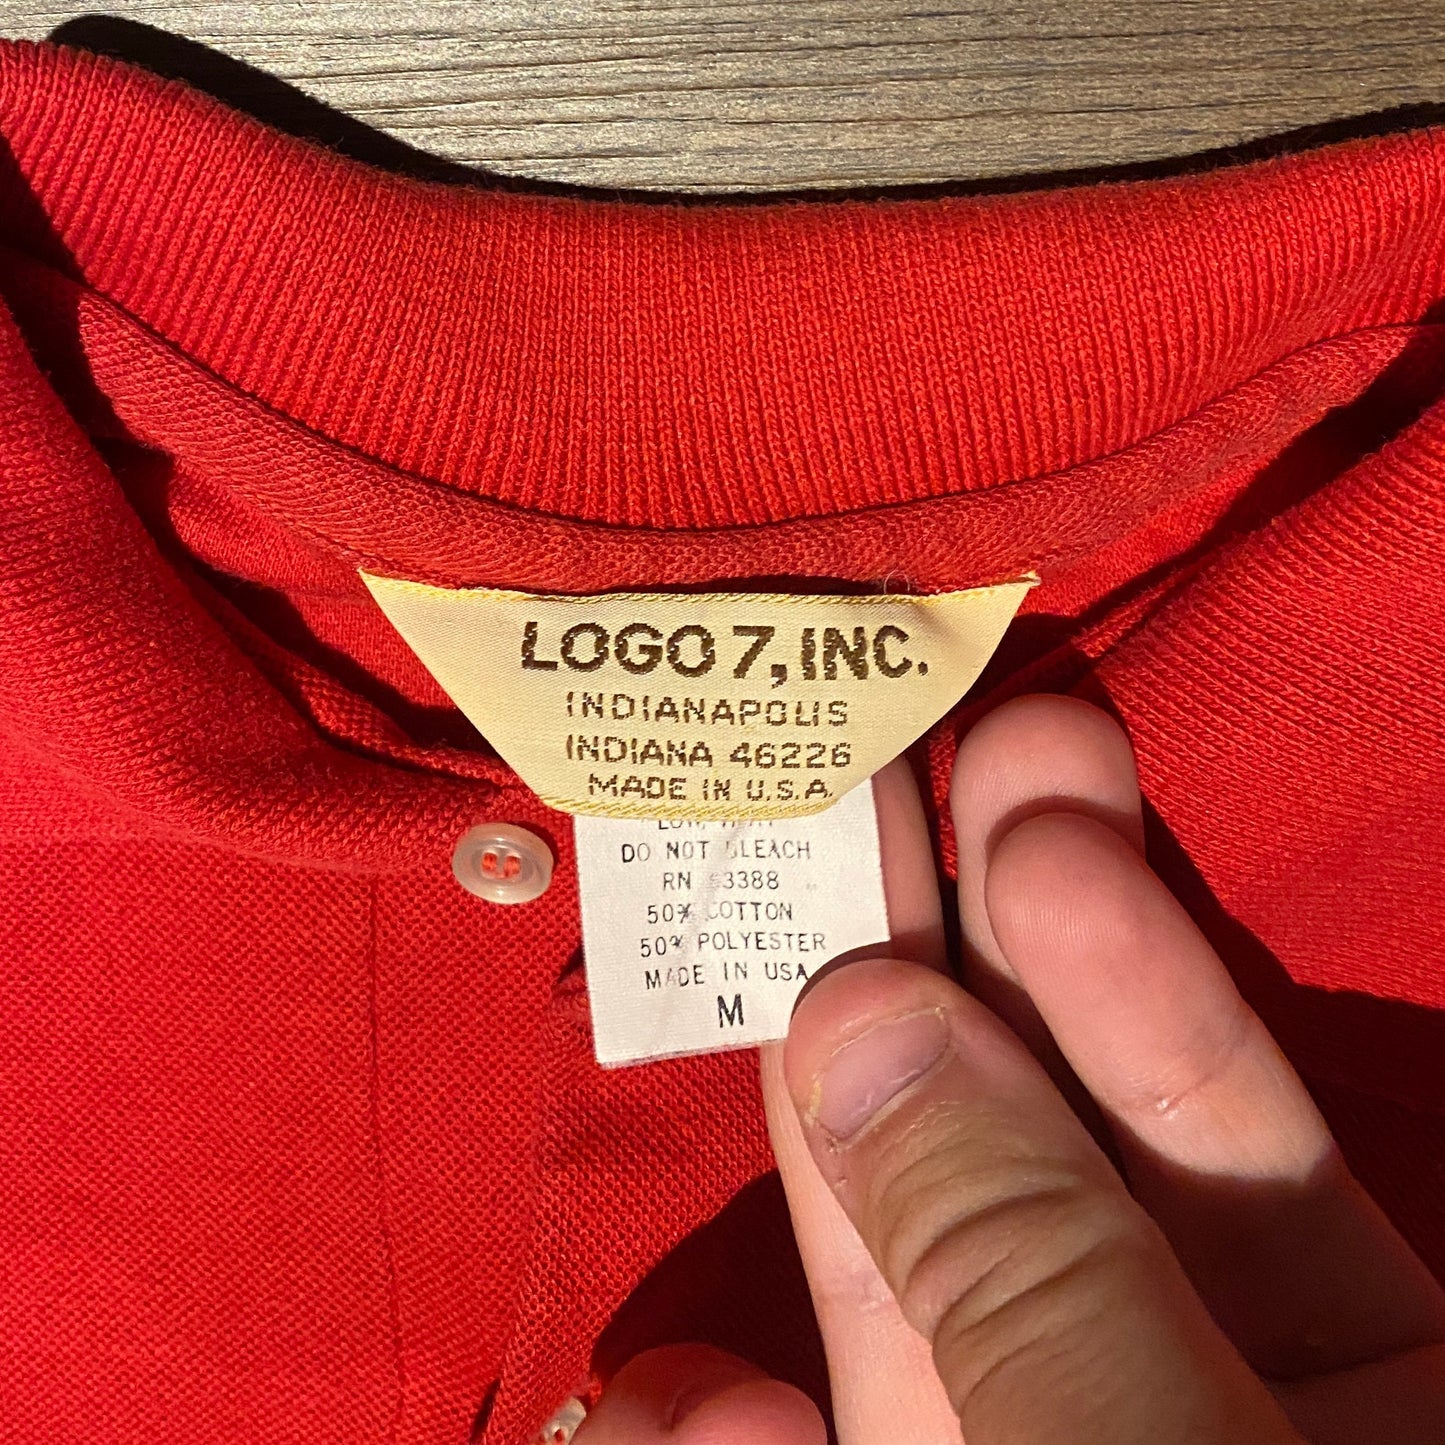 LOGO 7, INC.
INDIANAPOLIS
INDIANA 46226
MADE IN U.S.A.
DO NOT BLEACH
RN 63388
50% COTTON
50% POLYESTER
MADE IN USA
M